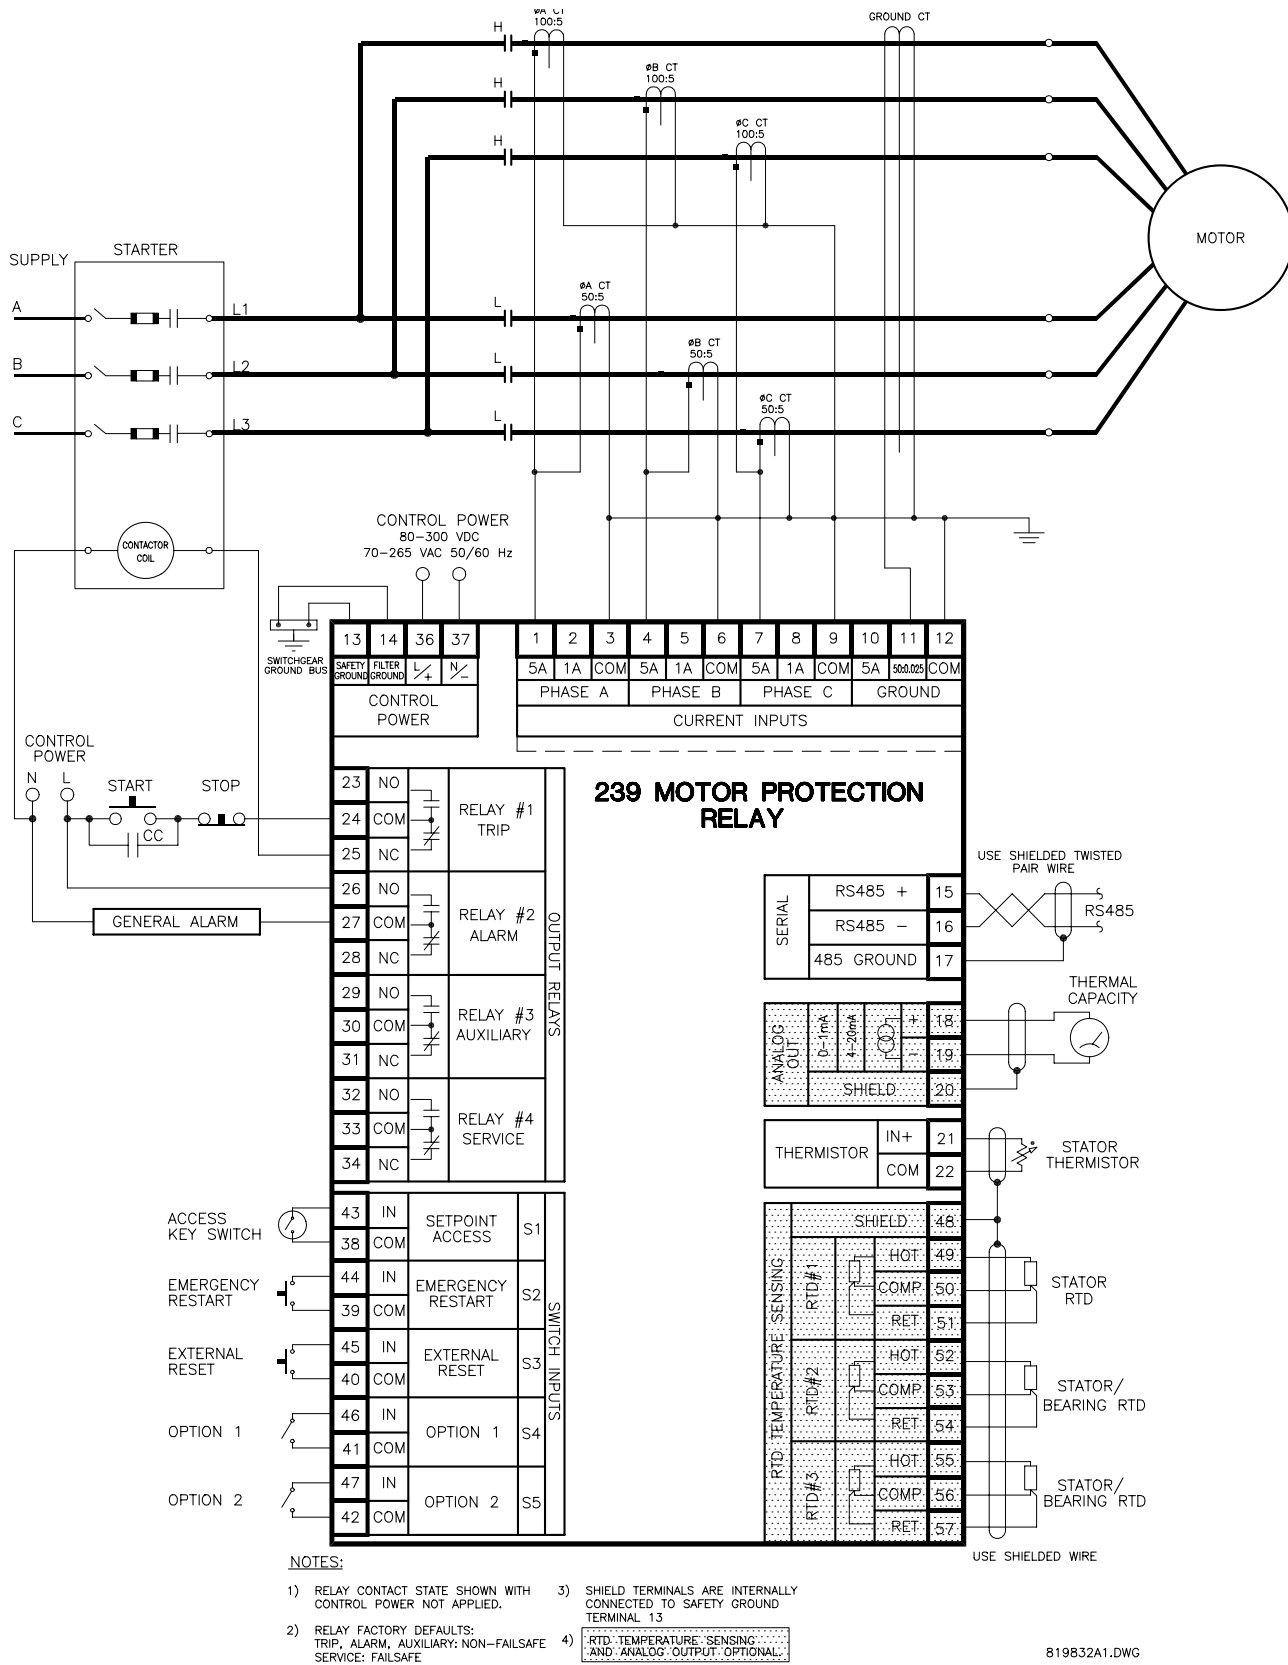 øA CT
100:5
GROUND CT
H
øB CT
100:5
H
øC CT
100:5
H
MOTOR
SUPPLY
STARTER
øA CT
50:5
A
L1
L
øB CT
50:5
B
L2
L
øC CT
50:5
C
L3
L
CONTACTOR
COIL
CONTROL POWER
80-300 VDC
70-265 VAC 50/60 Hz
SWITCHGEAR
GROUND BUS
13 14 36 37
SAFETY GROUND
FILTER GROUND
L/+ N/-
CONTROL
POWER
1 2 3 4 5 6 7 8 9 10 11 12
5A 1A COM 5A 1A COM 5A 1A COM 5A 50:0.025 COM
PHASE A PHASE B PHASE C GROUND
CURRENT INPUTS
239 MOTOR PROTECTION
RELAY
CONTROL
POWER
N L
START
STOP
CC
GENERAL ALARM
23 NO
24 COM
25 NC
RELAY #1
TRIP
26 NO
27 COM
28 NC
RELAY #2
ALARM
29 NO
30 COM
31 NC
RELAY #3
AUXILIARY
32 NO
33 COM
34 NC
RELAY #4
SERVICE
OUTPUT RELAYS
ACCESS
KEY SWITCH
43 IN
38 COM
SETPOINT
ACCESS
S1
EMERGENCY
RESTART
44 IN
39 COM
EMERGENCY
RESTART
S2
EXTERNAL
RESET
45 IN
40 COM
EXTERNAL
RESET
S3
OPTION 1
46 IN
41 COM
OPTION 1
S4
OPTION 2
47 IN
42 COM
OPTION 2
S5
SWITCH INPUTS
USE SHIELDED TWISTED
PAIR WIRE
SERIAL
RS485 + 15
RS485 - 16
485 GROUND 17
RS485
THERMAL
CAPACITY
ANALOG
OUT
0-1mA
4-20mA
+ 18
- 19
SHIELD 20
THERMISTOR
IN+ 21
COM 22
STATOR
THERMISTOR
RTD TEMPERATURE SENSING
SHIELD 48
RTD#1
HOT 49
COMP 50
RET 51
STATOR
RTD
RTD#2
HOT 52
COMP 53
RET 54
STATOR/
BEARING RTD
RTD#3
HOT 55
COMP 56
RET 57
STATOR/
BEARING RTD
USE SHIELDED WIRE
NOTES:
1) RELAY CONTACT STATE SHOWN WITH
CONTROL POWER NOT APPLIED.
2) RELAY FACTORY DEFAULTS:
TRIP, ALARM, AUXILIARY: NON-FAILSAFE
SERVICE: FAILSAFE
3) SHIELD TERMINALS ARE INTERNALLY
CONNECTED TO SAFETY GROUND
TERMINAL 13
4) RTD TEMPERATURE SENSING
AND ANALOG OUTPUT OPTIONAL.
819832A1.DWG